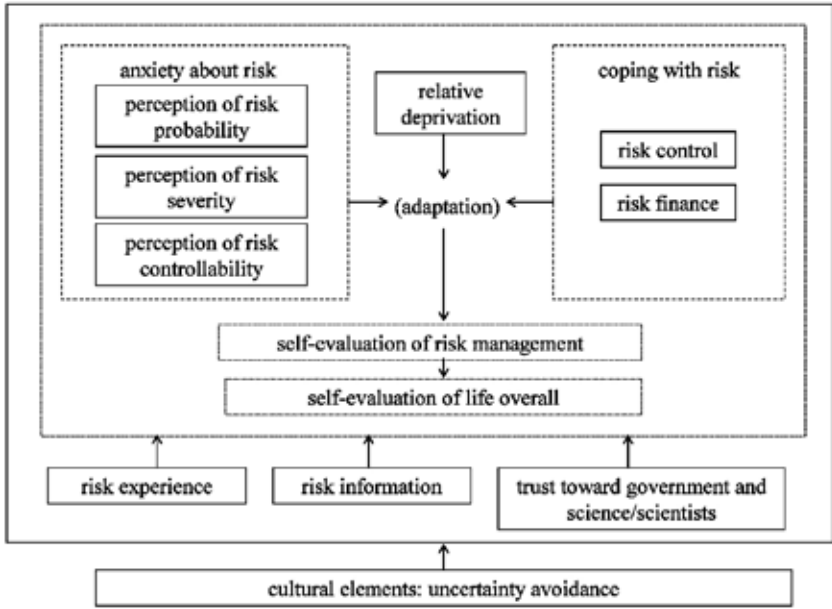 anxiety about risk
perception of risk
probability
perception of risk
severity
perception of risk
controllability
relative
deprivation
(adaptation)
coping with risk
risk control
risk finance
self-evaluation of risk management
self-evaluation of life overall
risk experience
risk information
trust toward government and
science/scientists
cultural elements: uncertainty avoidance